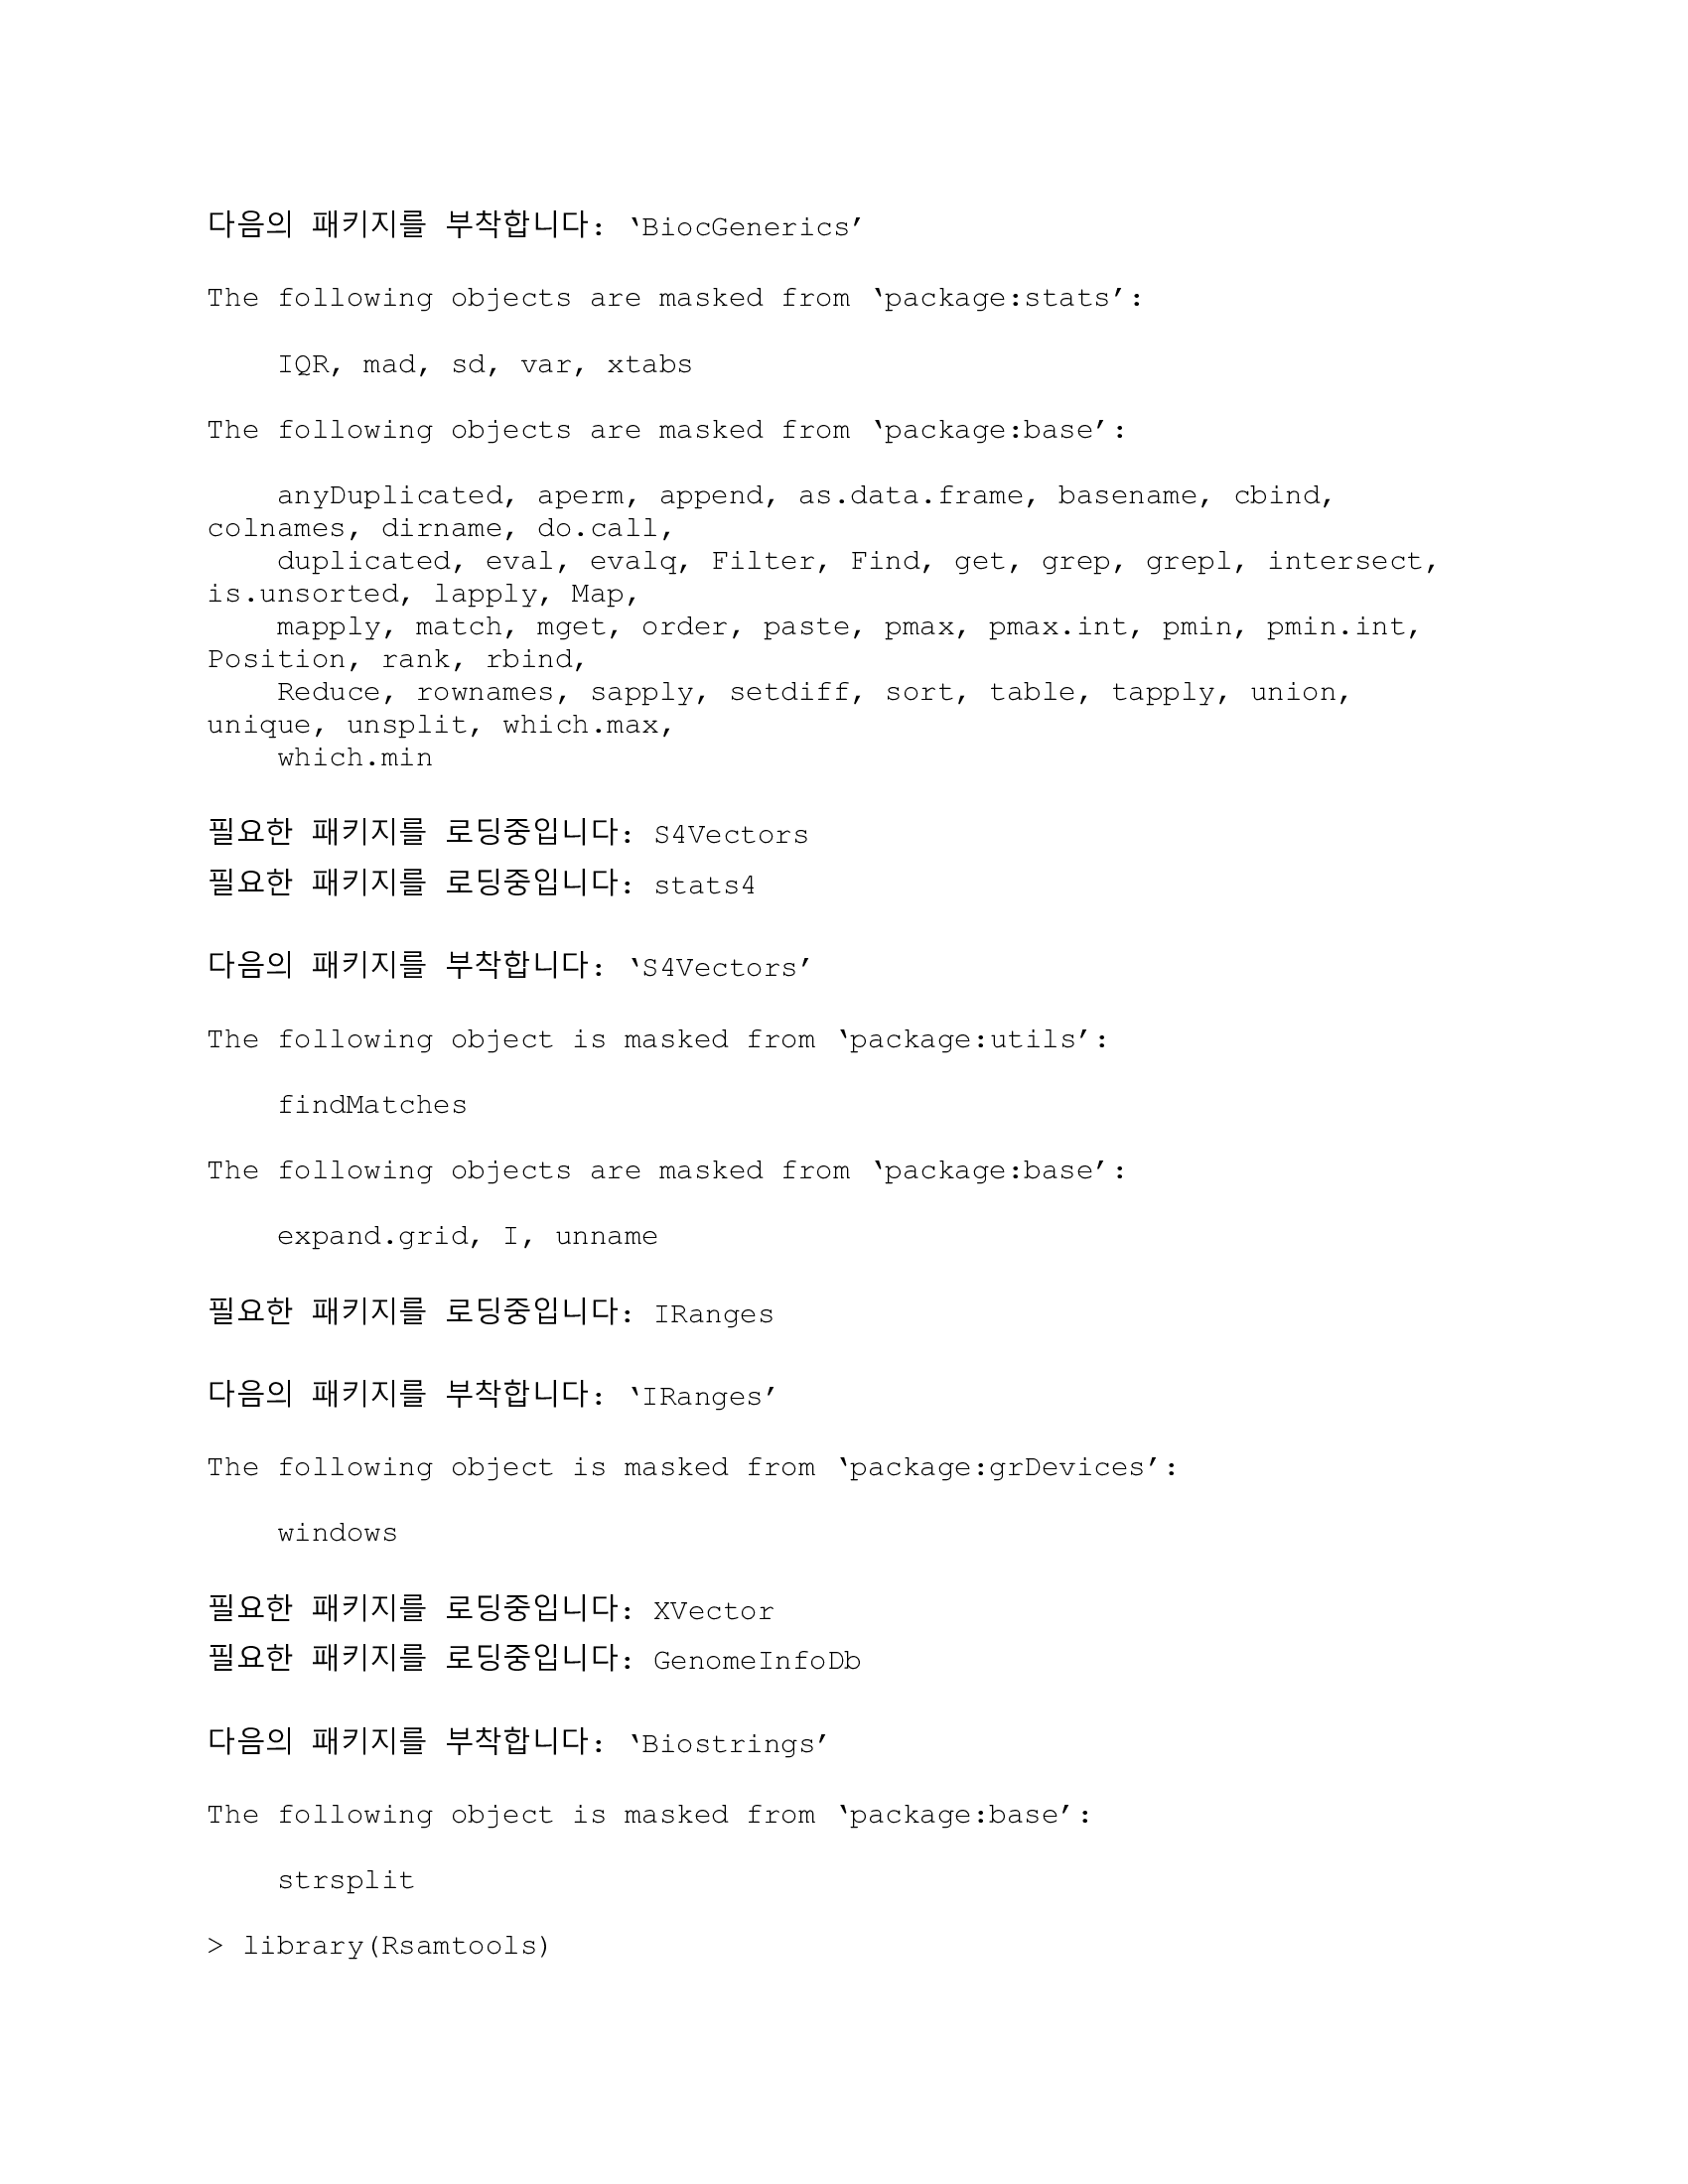 다음의 패키지를 부착합니다: ‘BiocGenerics’
The following objects are masked from ‘package:stats’:
IQR, mad, sd, var, xtabs
The following objects are masked from ‘package:base’:
anyDuplicated, aperm, append, as.data.frame, basename, cbind,
colnames, dirname, do.call,
duplicated, eval, evalq, Filter, Find, get, grep, grepl, intersect,
is.unsorted, lapply, Map,
mapply, match, mget, order, paste, pmax, pmax.int, pmin, pmin.int,
Position, rank, rbind,
Reduce, rownames, sapply, setdiff, sort, table, tapply, union,
unique, unsplit, which.max,
which.min
필요한 패키지를 로딩중입니다: S4Vectors
필요한 패키지를 로딩중입니다: stats4
다음의 패키지를 부착합니다: ‘S4Vectors’
The following object is masked from ‘package:utils’:
findMatches
The following objects are masked from ‘package:base’:
expand.grid, I, unname
필요한 패키지를 로딩중입니다: IRanges
다음의 패키지를 부착합니다: ‘IRanges’
The following object is masked from ‘package:grDevices’:
windows
필요한 패키지를 로딩중입니다: XVector
필요한 패키지를 로딩중입니다: GenomeInfoDb
다음의 패키지를 부착합니다: ‘Biostrings’
The following object is masked from ‘package:base’:
strsplit
> library(Rsamtools)